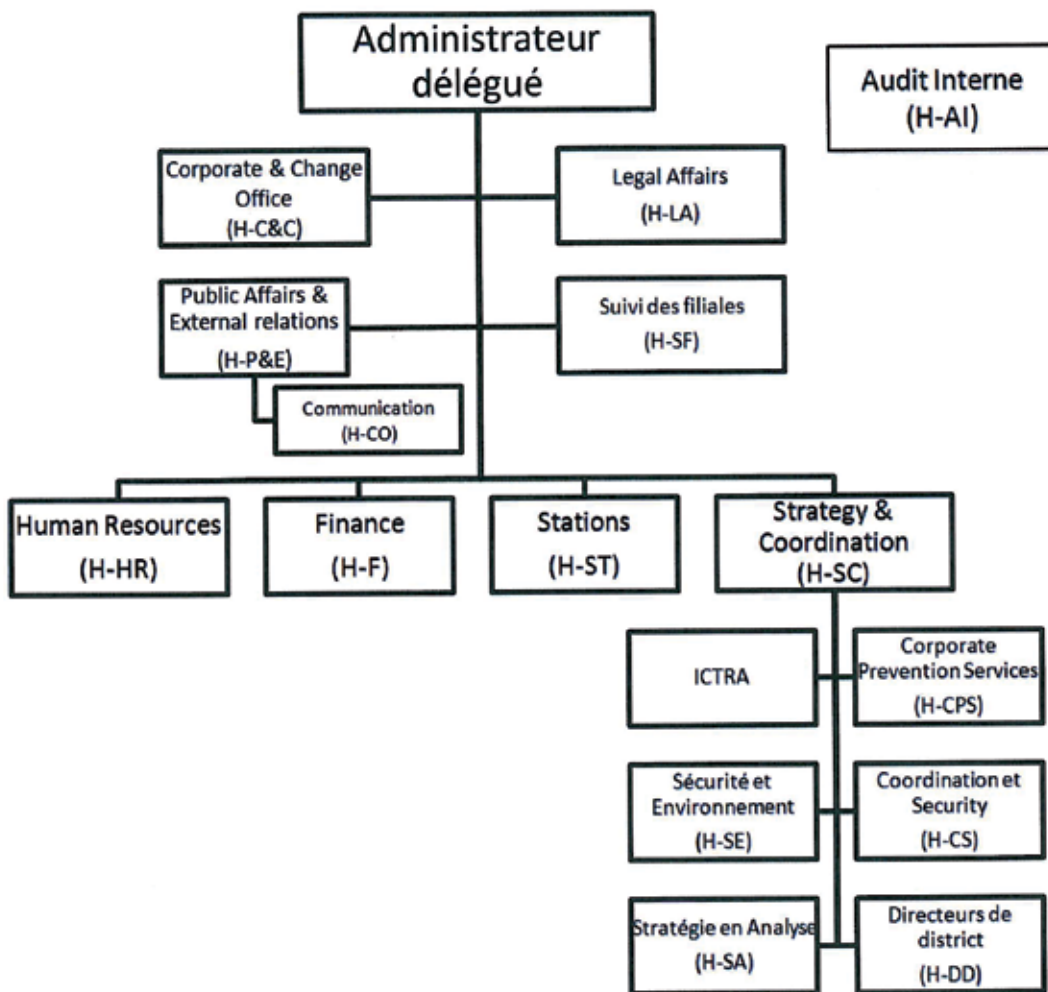 Administrateur
délégué
Audit Interne
(H-AI)
Corporate & Change
Office
(H-C&C)
Legal Affairs
(H-LA)
Public Affairs &
External relations
(H-P&E)
Suivi des filiales
(H-SF)
Communication
(H-CO)
Human Resources
(H-HR)
Finance
(H-F)
Stations
(H-ST)
Strategy &
Coordination
(H-SC)
ICTRA
Corporate
Prevention Services
(H-CPS)
Sécurité et
Environnement
(H-SE)
Coordination et
Security
(H-CS)
Stratégie en Analyse
(H-SA)
Directeurs de
district
(H-DD)